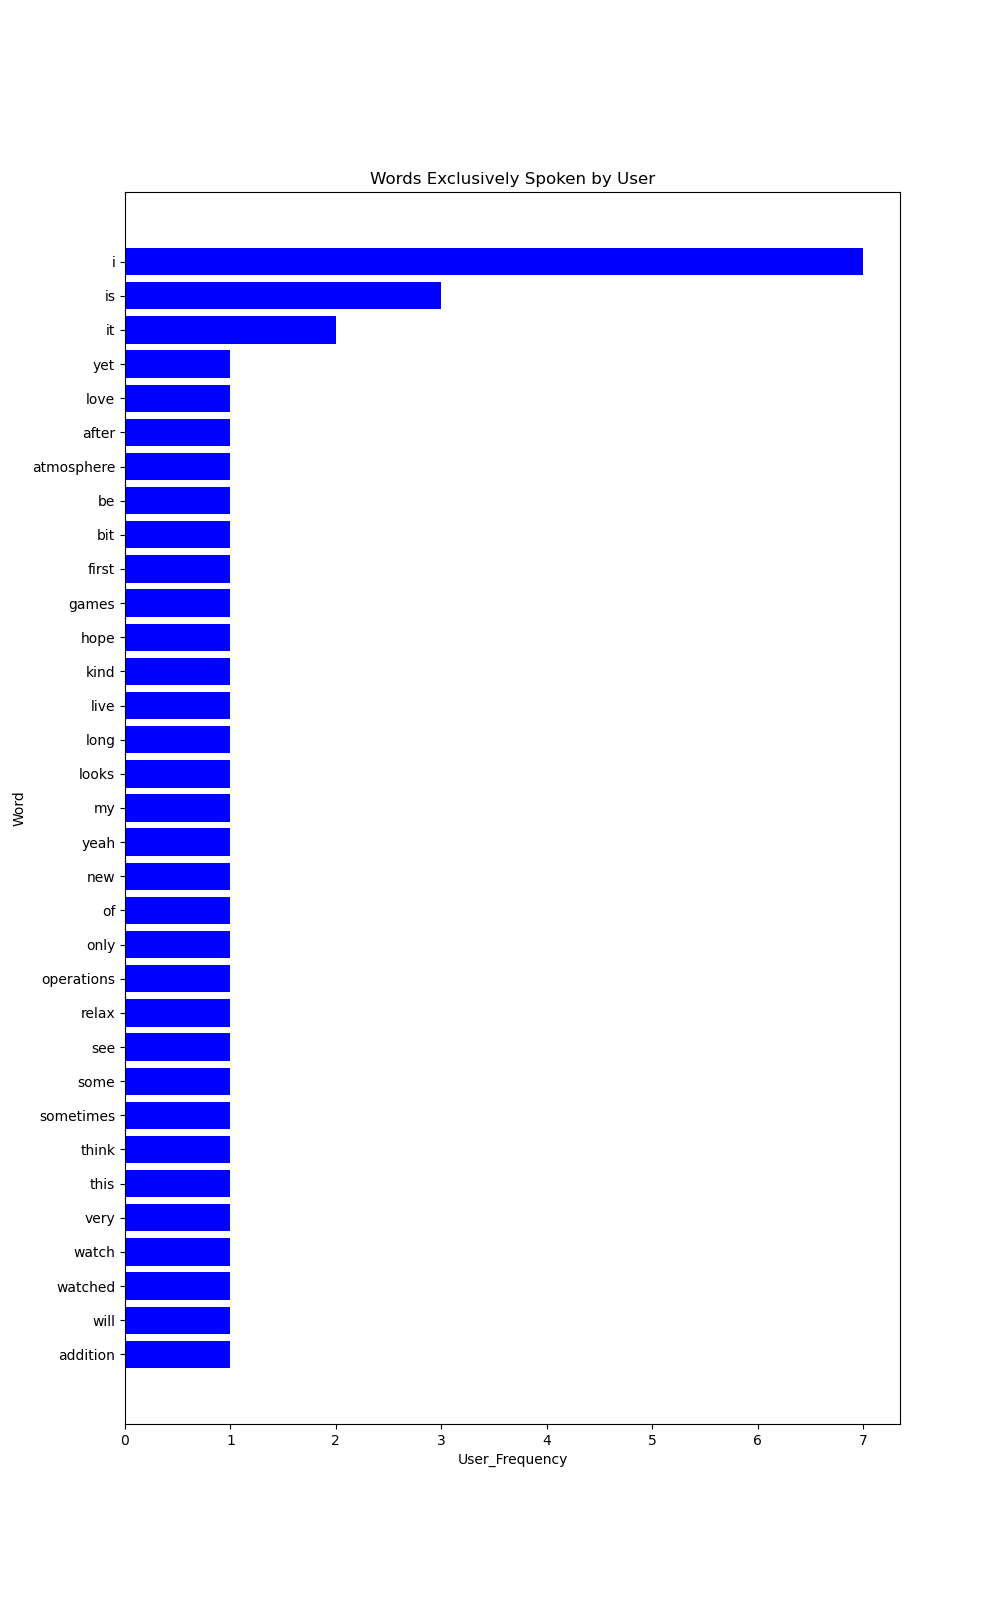 Words Exclusively Spoken by User
i
is
it
yet
love
after
atmosphere
be
bit
first
games
hope
kind
live
long
looks
my
yeah
new
of
only
operations
relax
see
some
sometimes
think
this
very
watch
watched
will
addition
Word
0 1 2 3 4 5 6 7
User_Frequency